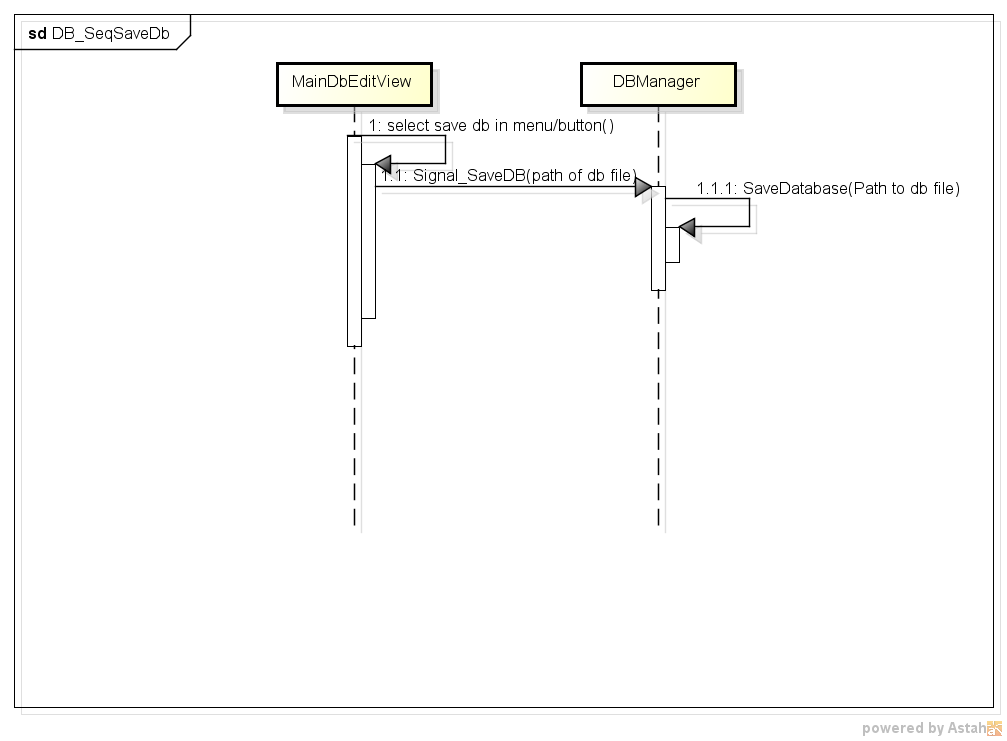 sd DB_SeqSaveDb
MainDbEditView
DBManager
1: select save db in menu/button()
1.1: Signal_SaveDB(path of db file)
1.1.1: SaveDatabase(Path to db file)
powered by Astah